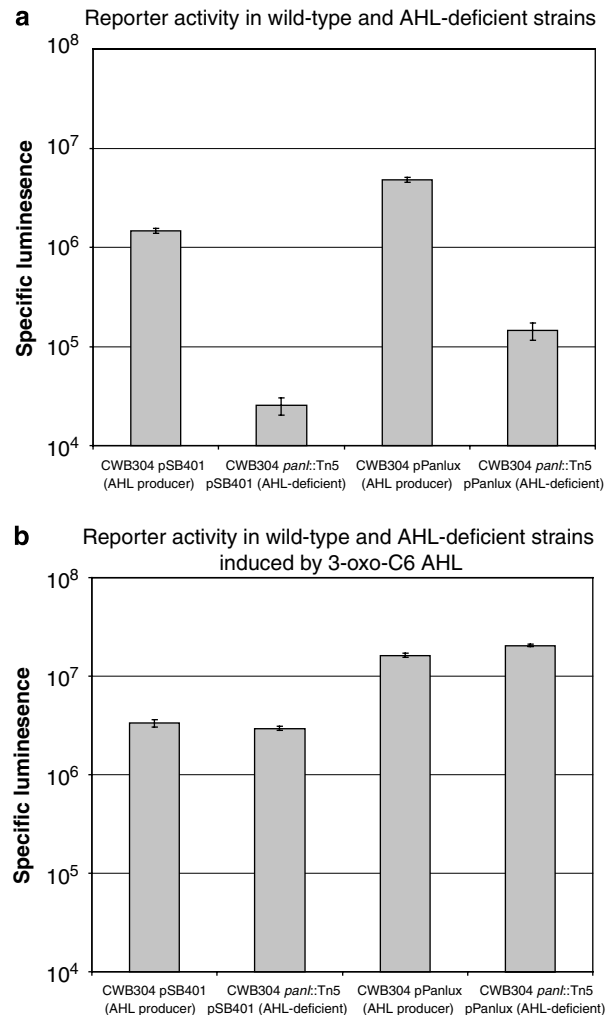 a Reporter activity in wild-type and AHL-deficient strains
10^8
10^7
10^6
10^5
10^4
Specific luminesence
CWB304 pSB401
(AHL producer)
CWB304 panI::Tn5
pSB401 (AHL-deficient)
CWB304 pPanlux
(AHL producer)
CWB304 panI::Tn5
pPanlux (AHL-deficient)
b Reporter activity in wild-type and AHL-deficient strains
induced by 3-oxo-C6 AHL
10^8
10^7
10^6
10^5
10^4
Specific luminesence
CWB304 pSB401
(AHL producer)
CWB304 panI::Tn5
pSB401 (AHL-deficient)
CWB304 pPanlux
(AHL producer)
CWB304 panI::Tn5
pPanlux (AHL-deficient)